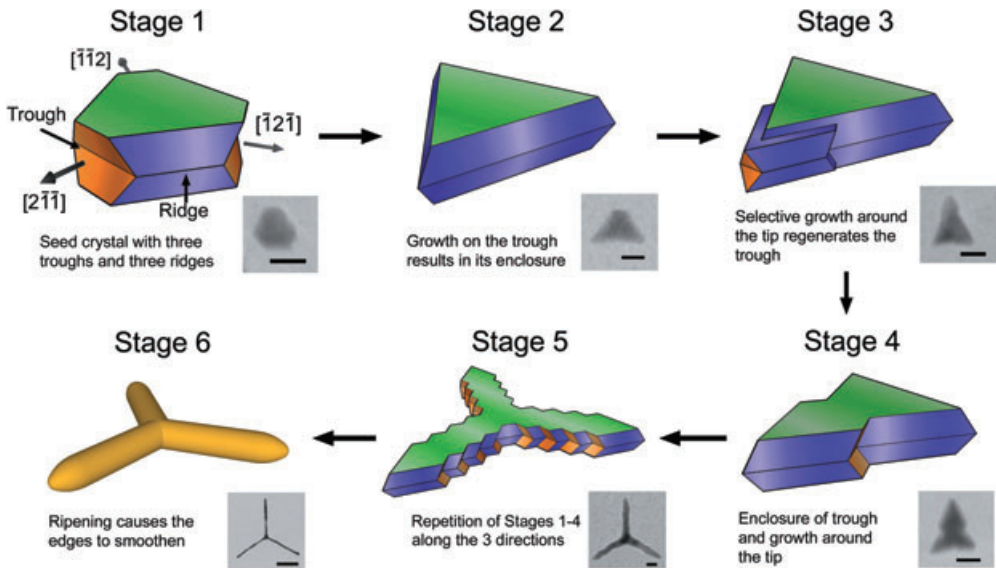 Stage 1
[1̄1̄2]
Trough
[1̄21̄]
[21̄1̄]
Ridge
Seed crystal with three
troughs and three ridges
Stage 2
Growth on the trough
results in its enclosure
Stage 3
Selective growth around
the tip regenerates the
trough
Stage 4
Enclosure of trough
and growth around
the tip
Stage 5
Repetition of Stages 1-4
along the 3 directions
Stage 6
Ripening causes the
edges to smoothen